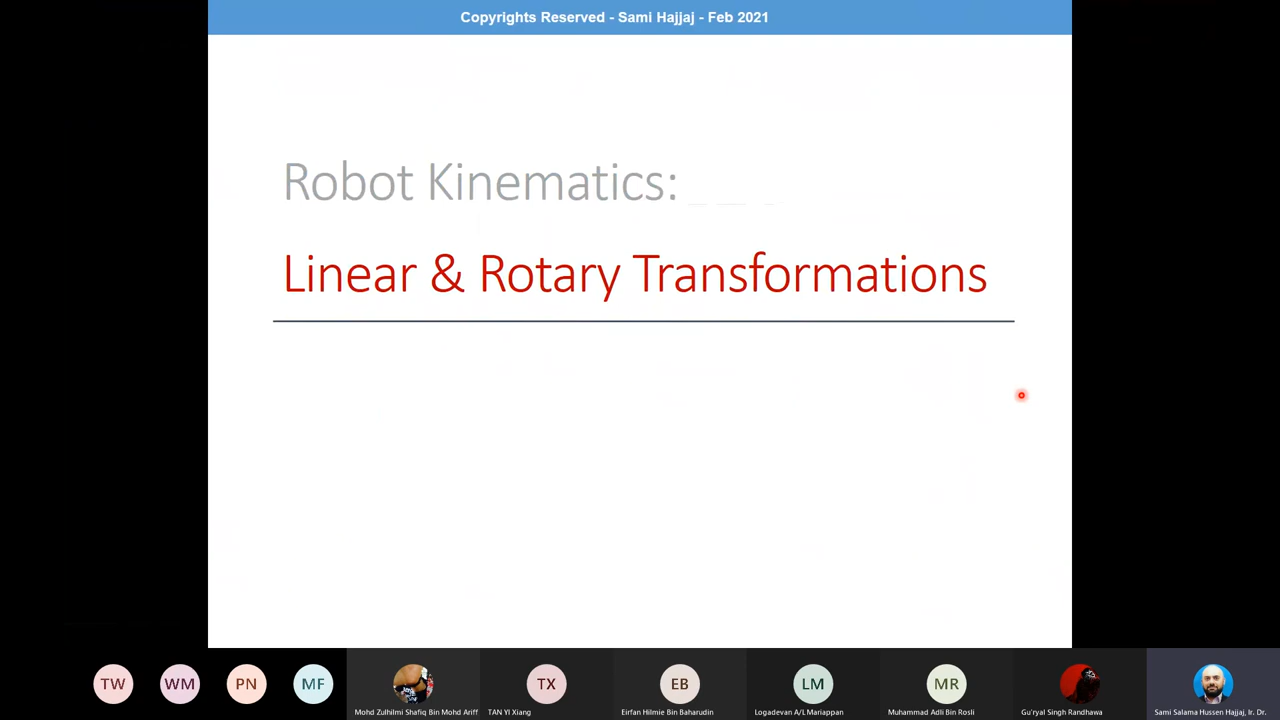 Copyrights Reserved - Sami Hajjaj - Feb 2021
Robot Kinematics:
Linear & Rotary Transformations
TW
WM
PN
MF
TX
EB
LM
MR
Mohd Zulhilmi Shafiq Bin Mohd Ariff
TAN YI Xiang
Eirfan Hilmie Bin Baharudin
Logadevan A/L Mariappan
Muhammad Adli Bin Rosli
Gu'ryal Singh Randhawa
Sami Salama Hussen Hajjaj, Ir. Dr.